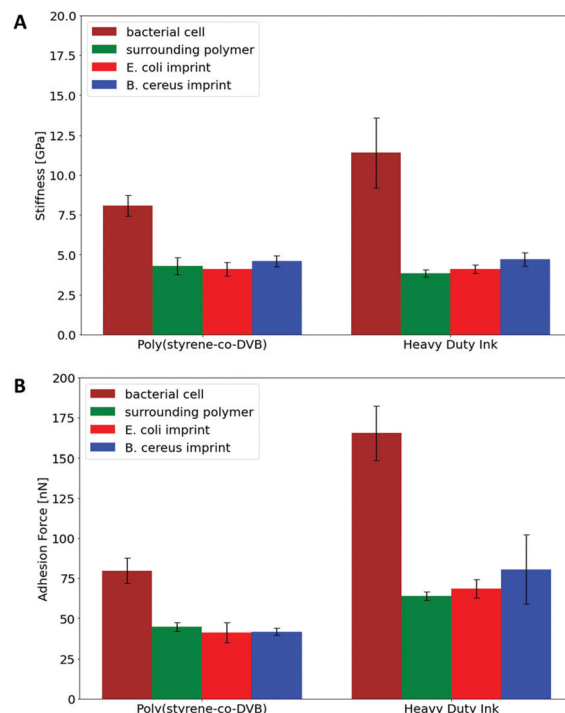 A
20.0
17.5
15.0
12.5
10.0
7.5
5.0
2.5
0.0
Stiffness [GPa]
bacterial cell
surrounding polymer
E. coli imprint
B. cereus imprint
Poly(styrene-co-DVB)
Heavy Duty Ink
B
200
175
150
125
100
75
50
25
0
Adhesion Force [nN]
bacterial cell
surrounding polymer
E. coli imprint
B. cereus imprint
Poly(styrene-co-DVB)
Heavy Duty Ink